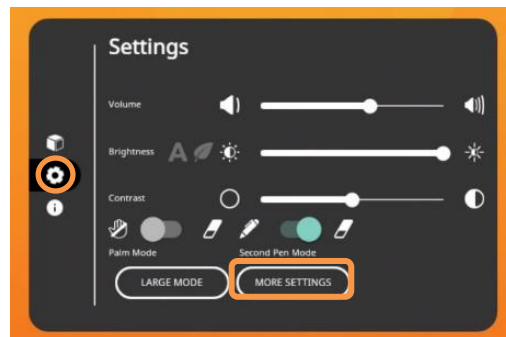 Settings
Volume
Brightness A
Contrast
Palm Mode Second Pen Mode
LARGE MODE MORE SETTINGS